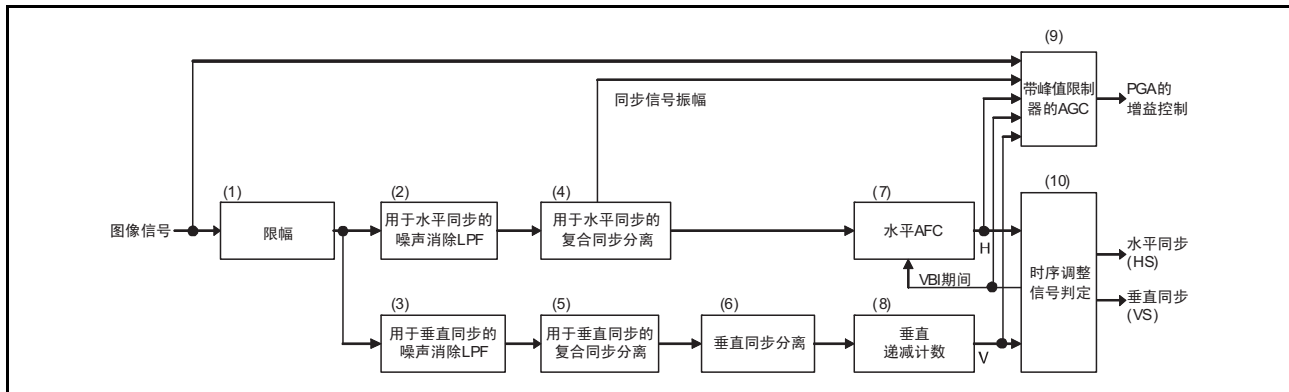 (9)
带峰值限制
器的AGC
PGA的
增益控制
同步信号振幅
(1)
(2)
(4)
(7)
(10)
图像信号
限幅
用于水平同步的
噪声消除LPF
用于水平同步的
复合同步分离
水平AFC
H
VBI期间
时序调整
信号判定
水平同步
(HS)
垂直同步
(VS)
(3)
(5)
(6)
(8)
用于垂直同步的
噪声消除LPF
用于垂直同步的
复合同步分离
垂直同步分离
垂直
递减计数
V